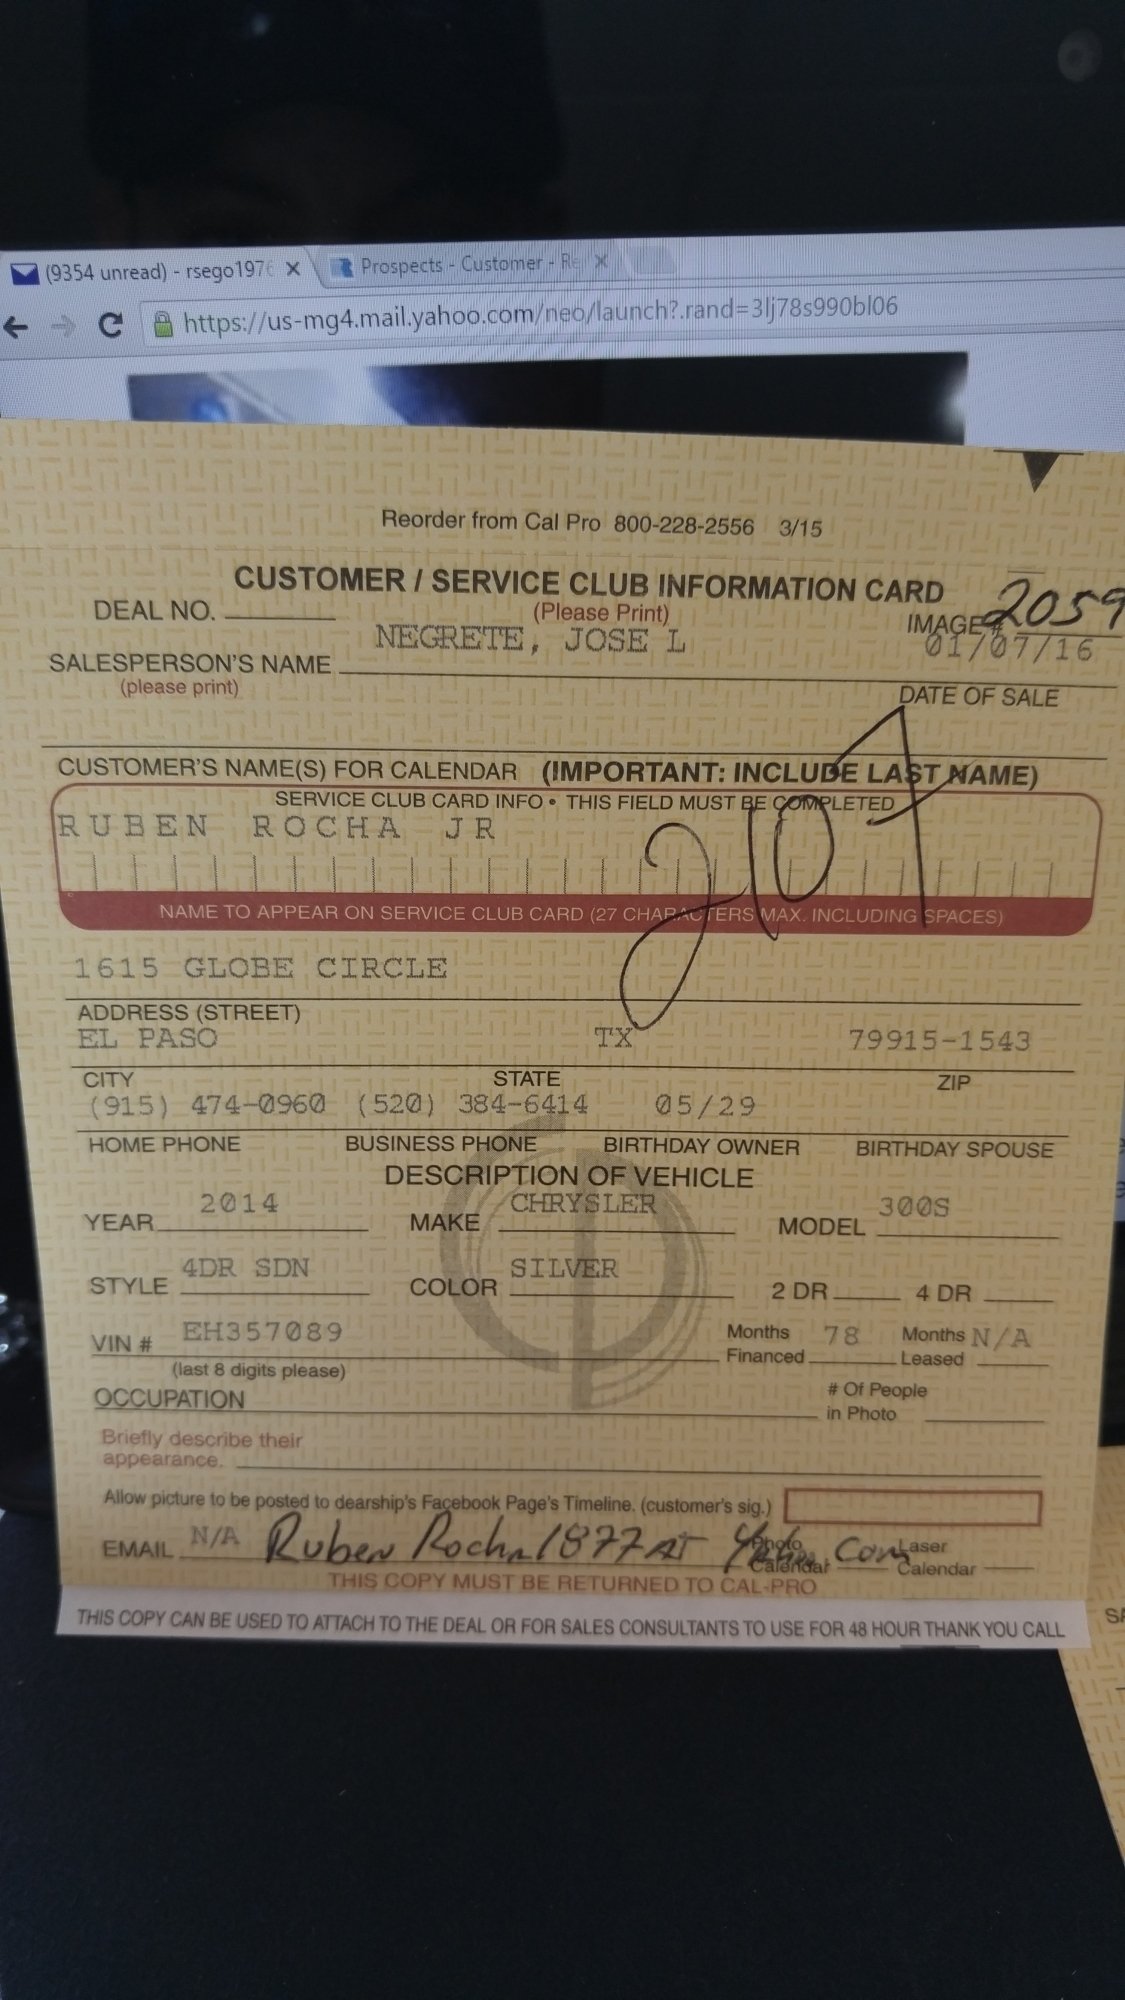 (9354 unread) - rsego1976 Prospects - Customer - Re
https://us-mg4.mail.yahoo.com/neo/launch?.rand=3lj78s990bl06
Reorder from Cal Pro 800-228-2556 3/15
CUSTOMER / SERVICE CLUB INFORMATION CARD
DEAL NO. (Please Print) IMAGE# 2059
NEGRETE, JOSE L 01/07/16
SALESPERSON'S NAME
(please print) DATE OF SALE
CUSTOMER'S NAME(S) FOR CALENDAR (IMPORTANT: INCLUDE LAST NAME)
SERVICE CLUB CARD INFO • THIS FIELD MUST BE COMPLETED
RUBEN ROCHA JR
NAME TO APPEAR ON SERVICE CLUB CARD (27 CHARACTERS MAX. INCLUDING SPACES)
1615 GLOBE CIRCLE
ADDRESS (STREET)
EL PASO TX 79915-1543
CITY STATE ZIP
(915) 474-0960 (520) 384-6414 05/29
HOME PHONE BUSINESS PHONE BIRTHDAY OWNER BIRTHDAY SPOUSE
DESCRIPTION OF VEHICLE
YEAR 2014 MAKE CHRYSLER MODEL 300S
STYLE 4DR SDN COLOR SILVER 2 DR 4 DR
VIN # EH357089 Months Financed 78 Months Leased N/A
(last 8 digits please)
OCCUPATION # Of People in Photo
Briefly describe their
appearance.
Allow picture to be posted to dearship's Facebook Page's Timeline. (customer's sig.)
EMAIL N/A Ruben Rocha1877 AT Yahoo Com Photo Calendar Laser Calendar
THIS COPY MUST BE RETURNED TO CAL-PRO
THIS COPY CAN BE USED TO ATTACH TO THE DEAL OR FOR SALES CONSULTANTS TO USE FOR 48 HOUR THANK YOU CALL